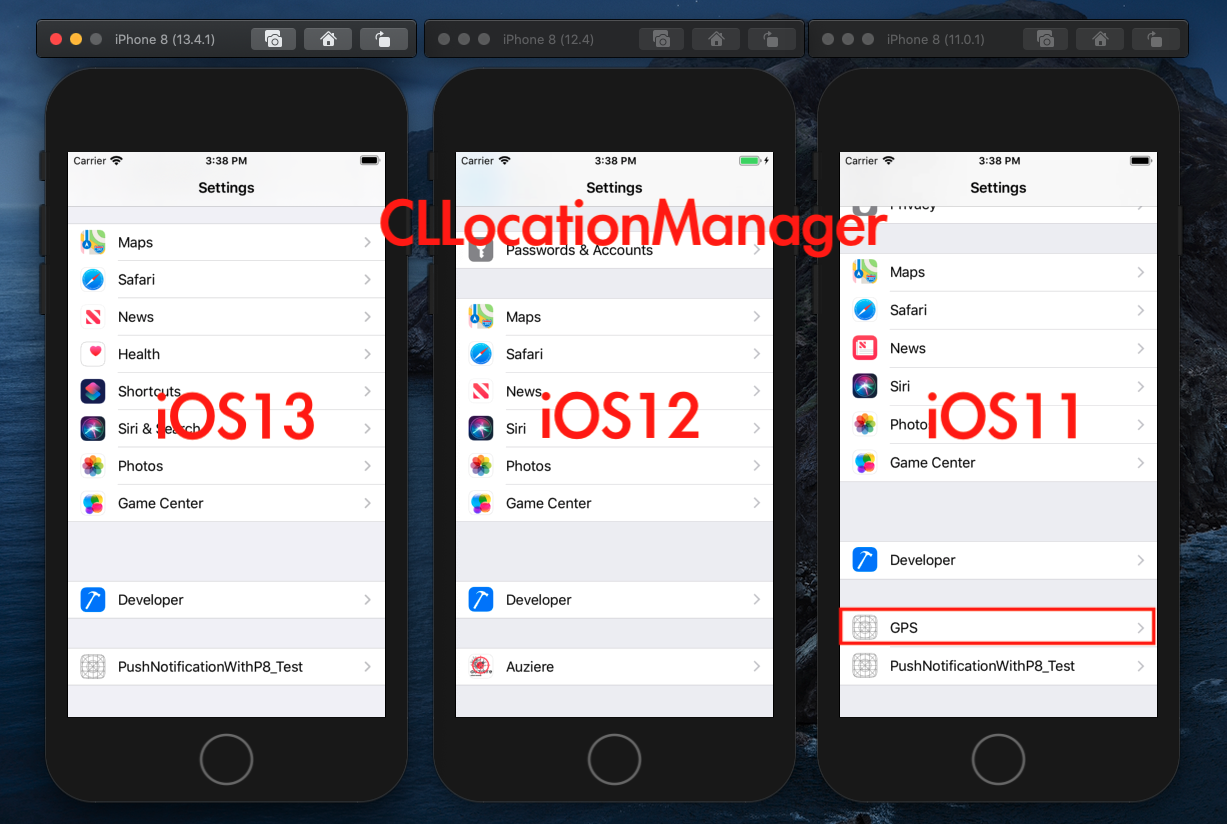 iPhone 8 (13.4.1)
Carrier 3:38 PM
Settings
Maps
Safari
News
Health
Shortcuts
Siri & Search
Photos
Game Center
Developer
PushNotificationWithP8_Test
iOS13
iPhone 8 (12.4)
Carrier 3:38 PM
Settings
CLLocationManager
Passwords & Accounts
Maps
Safari
News
Siri
Photos
Game Center
Developer
Auziere
iOS12
iPhone 8 (11.0.1)
Carrier 3:38 PM
Settings
Privacy
Maps
Safari
News
Siri
Photo
Game Center
Developer
GPS
PushNotificationWithP8_Test
iOS11